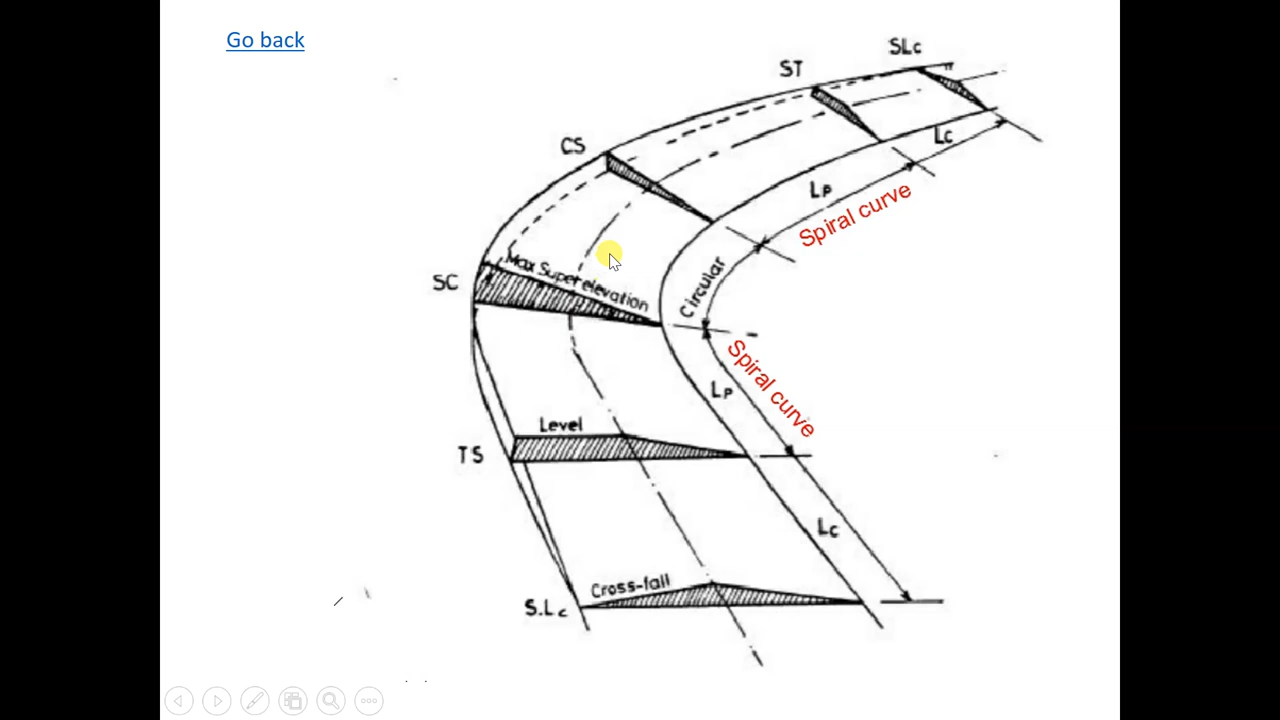 Go back
SLc
ST
Lc
CS
Lp
Spiral curve
Circular
SC
Max Super elevation
Spiral curve
Lp
Level
TS
Lc
Cross-fall
S.Lc